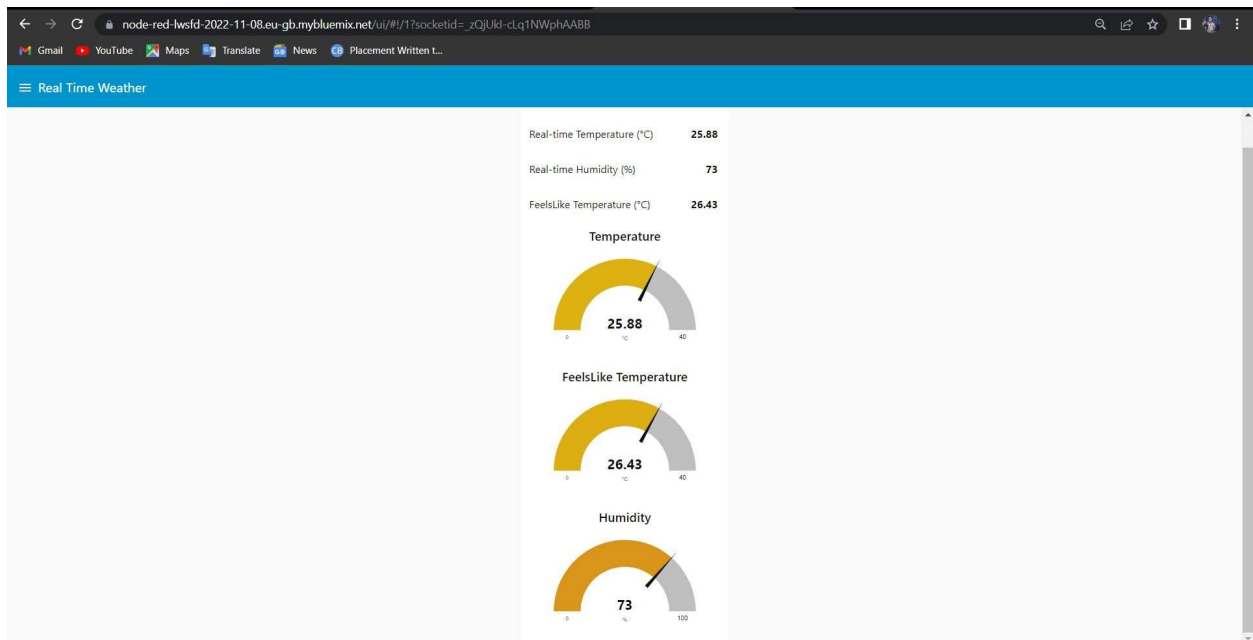 node-red-lwsfd-2022-11-08.eu-gb.mybluemix.net/ui/#!/1?socketid=_zQjUkI-cLq1NWphAABB
Gmail YouTube Maps Translate News Placement Written t...
Real Time Weather
Real-time Temperature (°C) 25.88
Real-time Humidity (%) 73
FeelsLike Temperature (°C) 26.43
Temperature
25.88
0 °C 40
FeelsLike Temperature
26.43
0 °C 40
Humidity
73
0 % 100